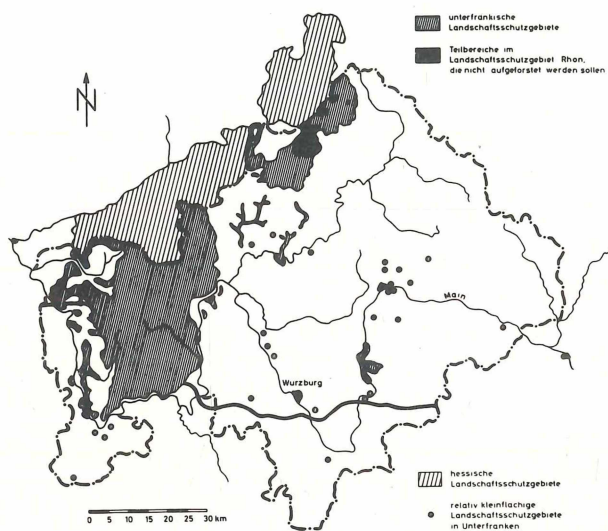 unterfränkische
Landschaftsschutzgebiete
Teilbereiche im
Landschaftsschutzgebiet Rhön,
die nicht aufgeforstet werden sollen
N
Main
Würzburg
hessische
Landschaftsschutzgebiete
relativ kleinflächige
Landschaftsschutzgebiete
in Unterfranken
0 5 10 15 20 30 km